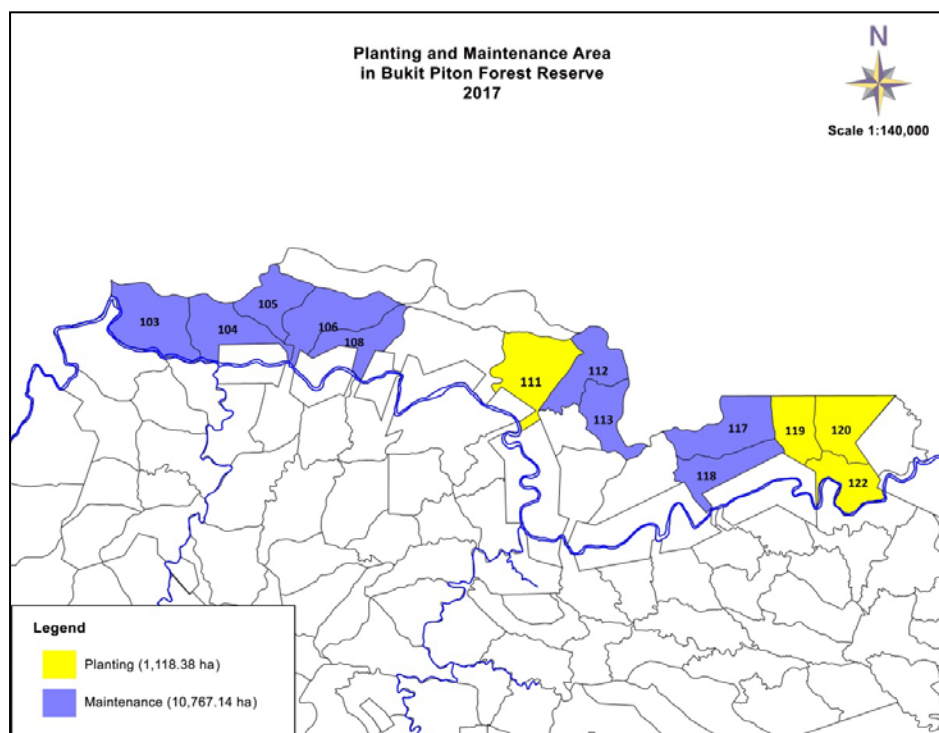 Planting and Maintenance Area
in Bukit Piton Forest Reserve
2017
N
Scale 1:140,000
103
104
105
106
108
111
112
113
117
118
119
120
122
Legend
Planting (1,118.38 ha)
Maintenance (10,767.14 ha)